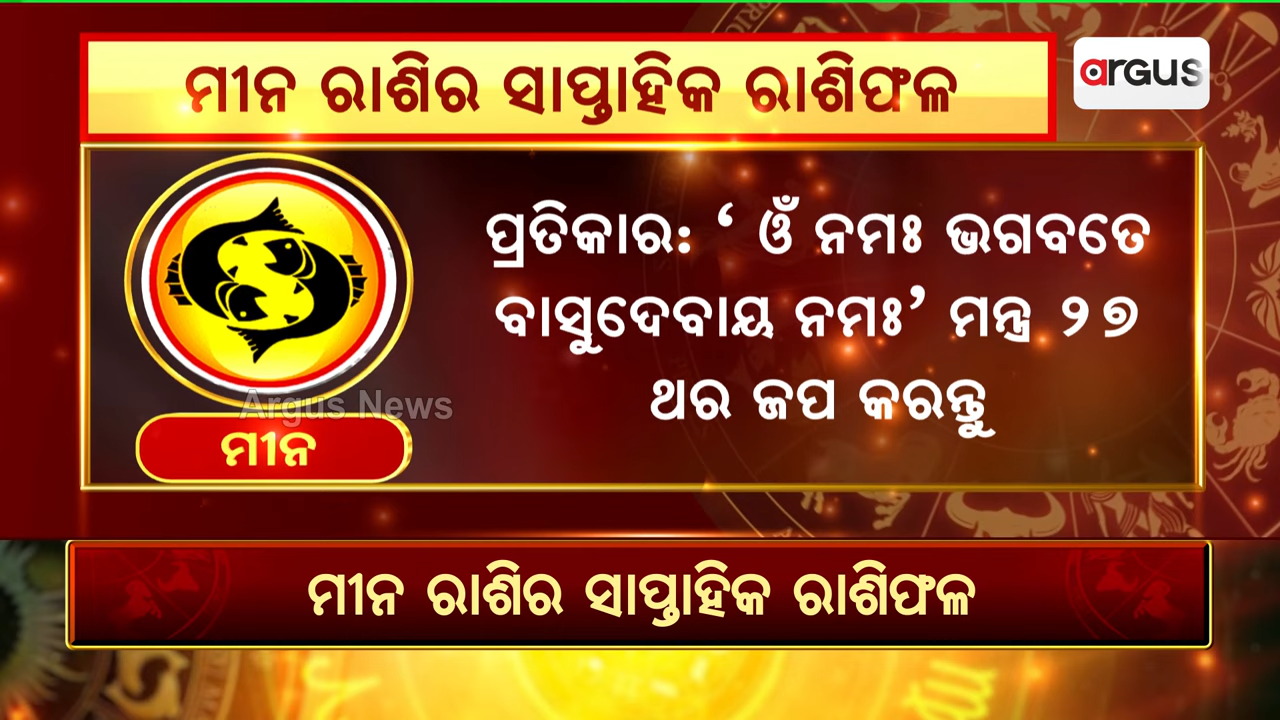 ମୀନ ରାଶିର ସାପ୍ତାହିକ ରାଶିଫଳ
argus
ପ୍ରତିକାର: ‘ ଓଁ ନମଃ ଭଗବତେ
ବାସୁଦେବାୟ ନମଃ’ ମନ୍ତ୍ର ୨୭
ଥର ଜପ କରନ୍ତୁ
Argus News
ମୀନ
ମୀନ ରାଶିର ସାପ୍ତାହିକ ରାଶିଫଳ